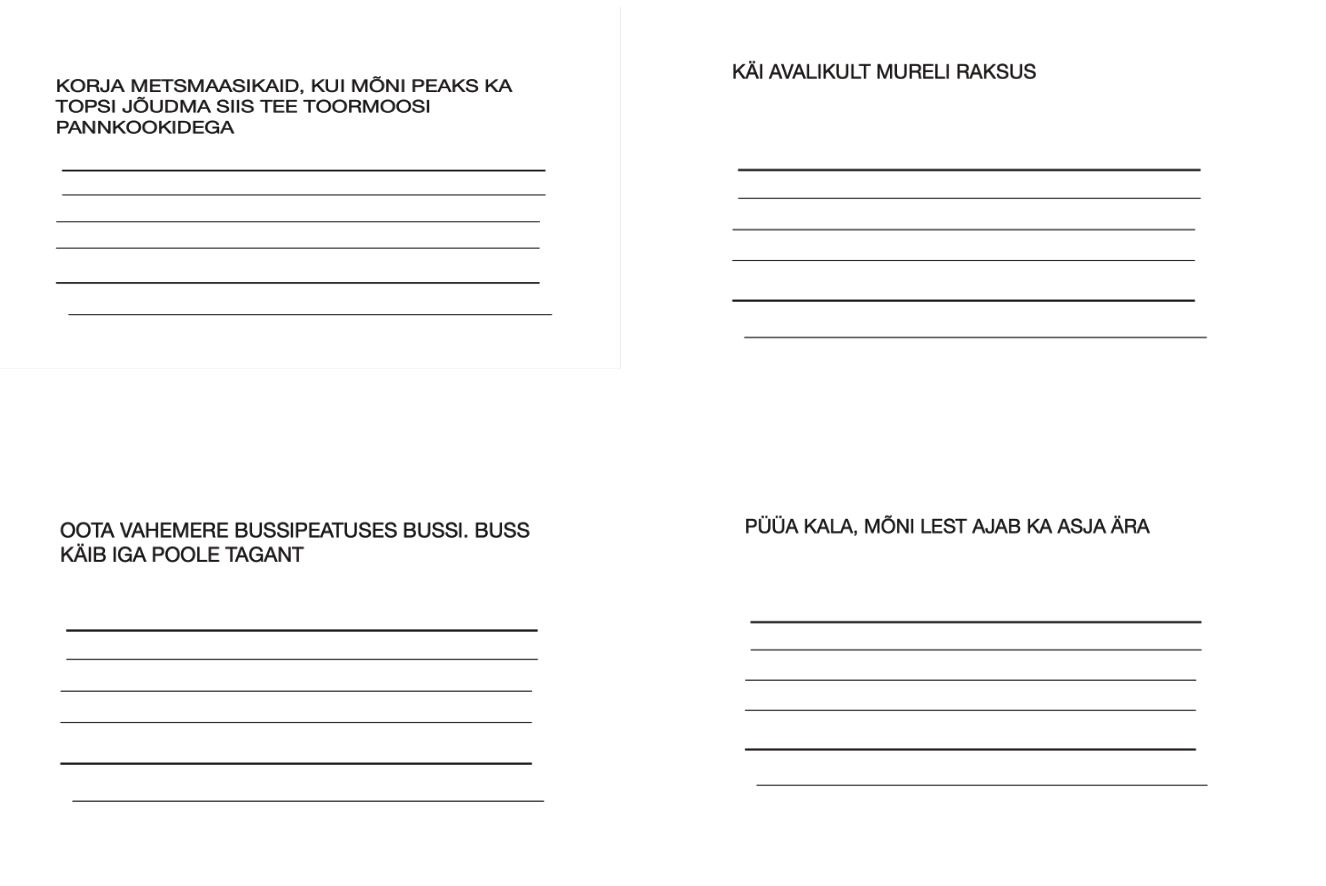 KORJA METSMAASIKAID, KUI MÕNI PEAKS KA
TOPSI JÕUDMA SIIS TEE TOORMOOSI
PANNKOOKIDEGA
KÄI AVALIKULT MURELI RAKSUS
OOTA VAHEMERE BUSSIPEATUSES BUSSI. BUSS
KÄIB IGA POOLE TAGANT
PÜÜA KALA, MÕNI LEST AJAB KA ASJA ÄRA